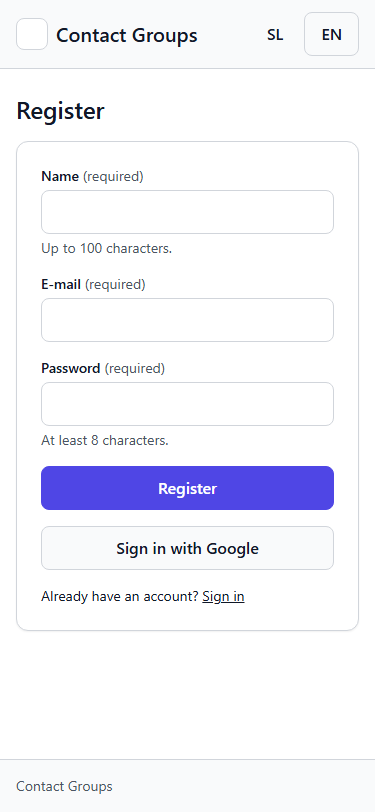 Contact Groups
SL
EN
Register
Name (required)
Up to 100 characters.
E-mail (required)
Password (required)
At least 8 characters.
Register
Sign in with Google
Already have an account? Sign in
Contact Groups